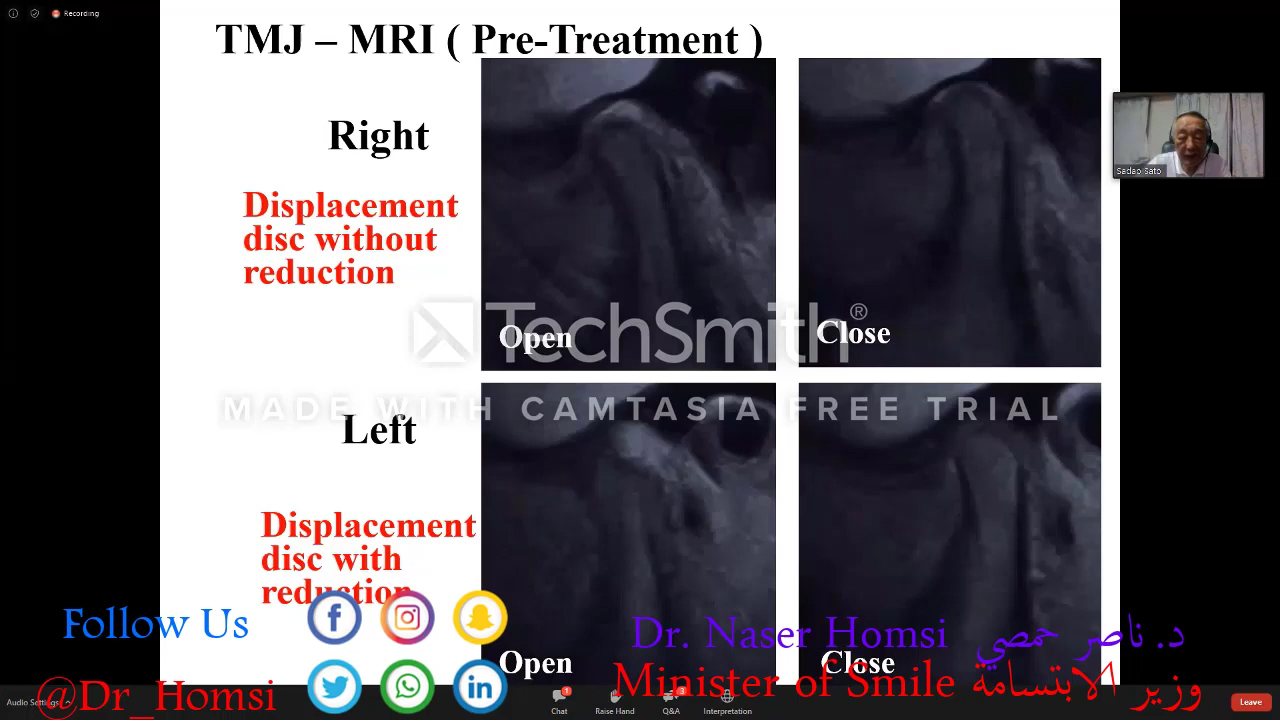 Recording
TMJ – MRI ( Pre-Treatment )
Right
Displacement
disc without
reduction
Open
Close
Sadao Sato
TechSmith®
MADE WITH CAMTASIA FREE TRIAL
Left
Displacement
disc with
reduction
Open
Close
Follow Us
@Dr_Homsi
Dr. Naser Homsi د. ناصر حمصي
Minister of Smile وزير الابتسامة
Audio Settings
Chat
1
Raise Hand
Q&A
3
Interpretation
Leave